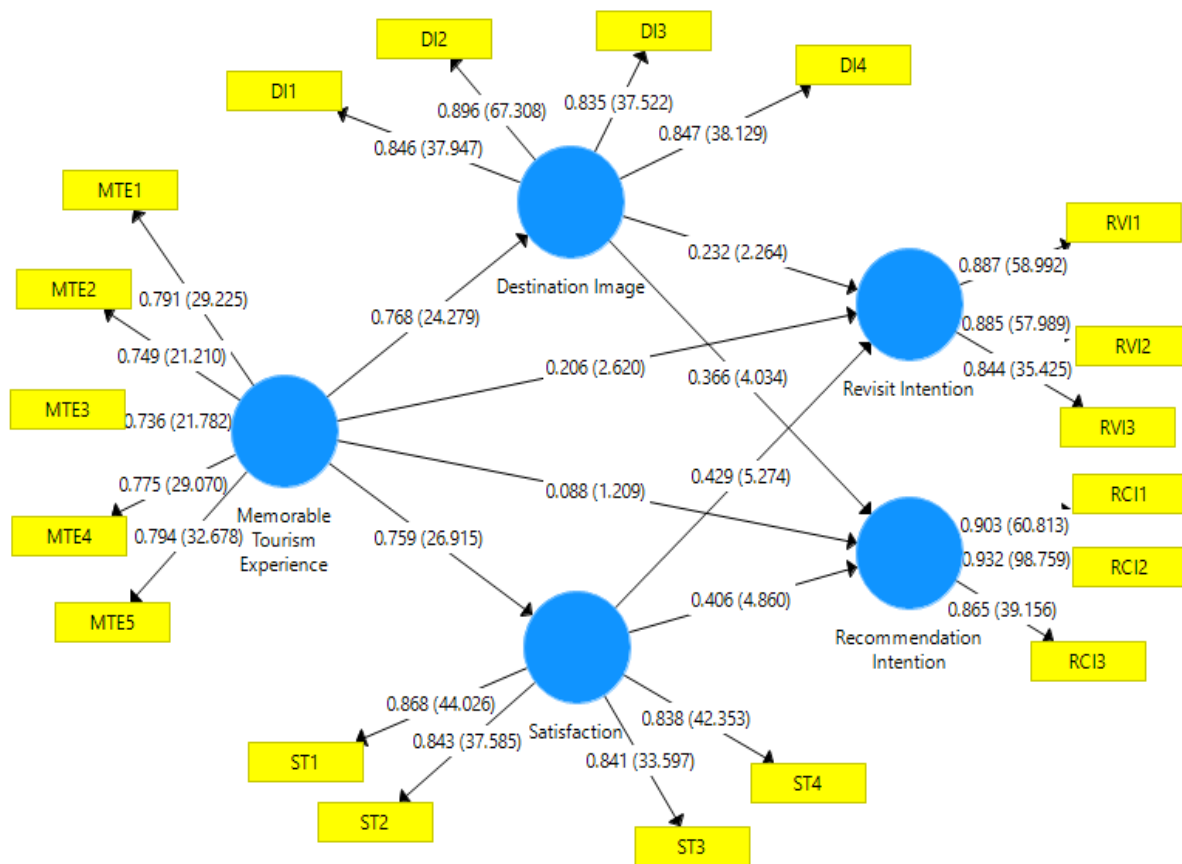 DI2
DI3
DI1
DI4
0.896 (67.308)
0.835 (37.522)
0.846 (37.947)
0.847 (38.129)
MTE1
RVI1
0.232 (2.264)
0.887 (58.992)
MTE2
Destination Image
0.791 (29.225)
0.768 (24.279)
0.885 (57.989)
RVI2
0.749 (21.210)
0.206 (2.620)
0.366 (4.034)
Revisit Intention
0.844 (35.425)
MTE3
0.736 (21.782)
RVI3
0.429 (5.274)
0.775 (29.070)
0.088 (1.209)
RCI1
0.903 (60.813)
MTE4
0.794 (32.678)
Memorable
Tourism
Experience
0.759 (26.915)
0.932 (98.759)
RCI2
0.406 (4.860)
0.865 (39.156)
MTE5
Recommendation
Intention
RCI3
0.868 (44.026)
Satisfaction
0.838 (42.353)
0.843 (37.585)
0.841 (33.597)
ST1
ST4
ST2
ST3